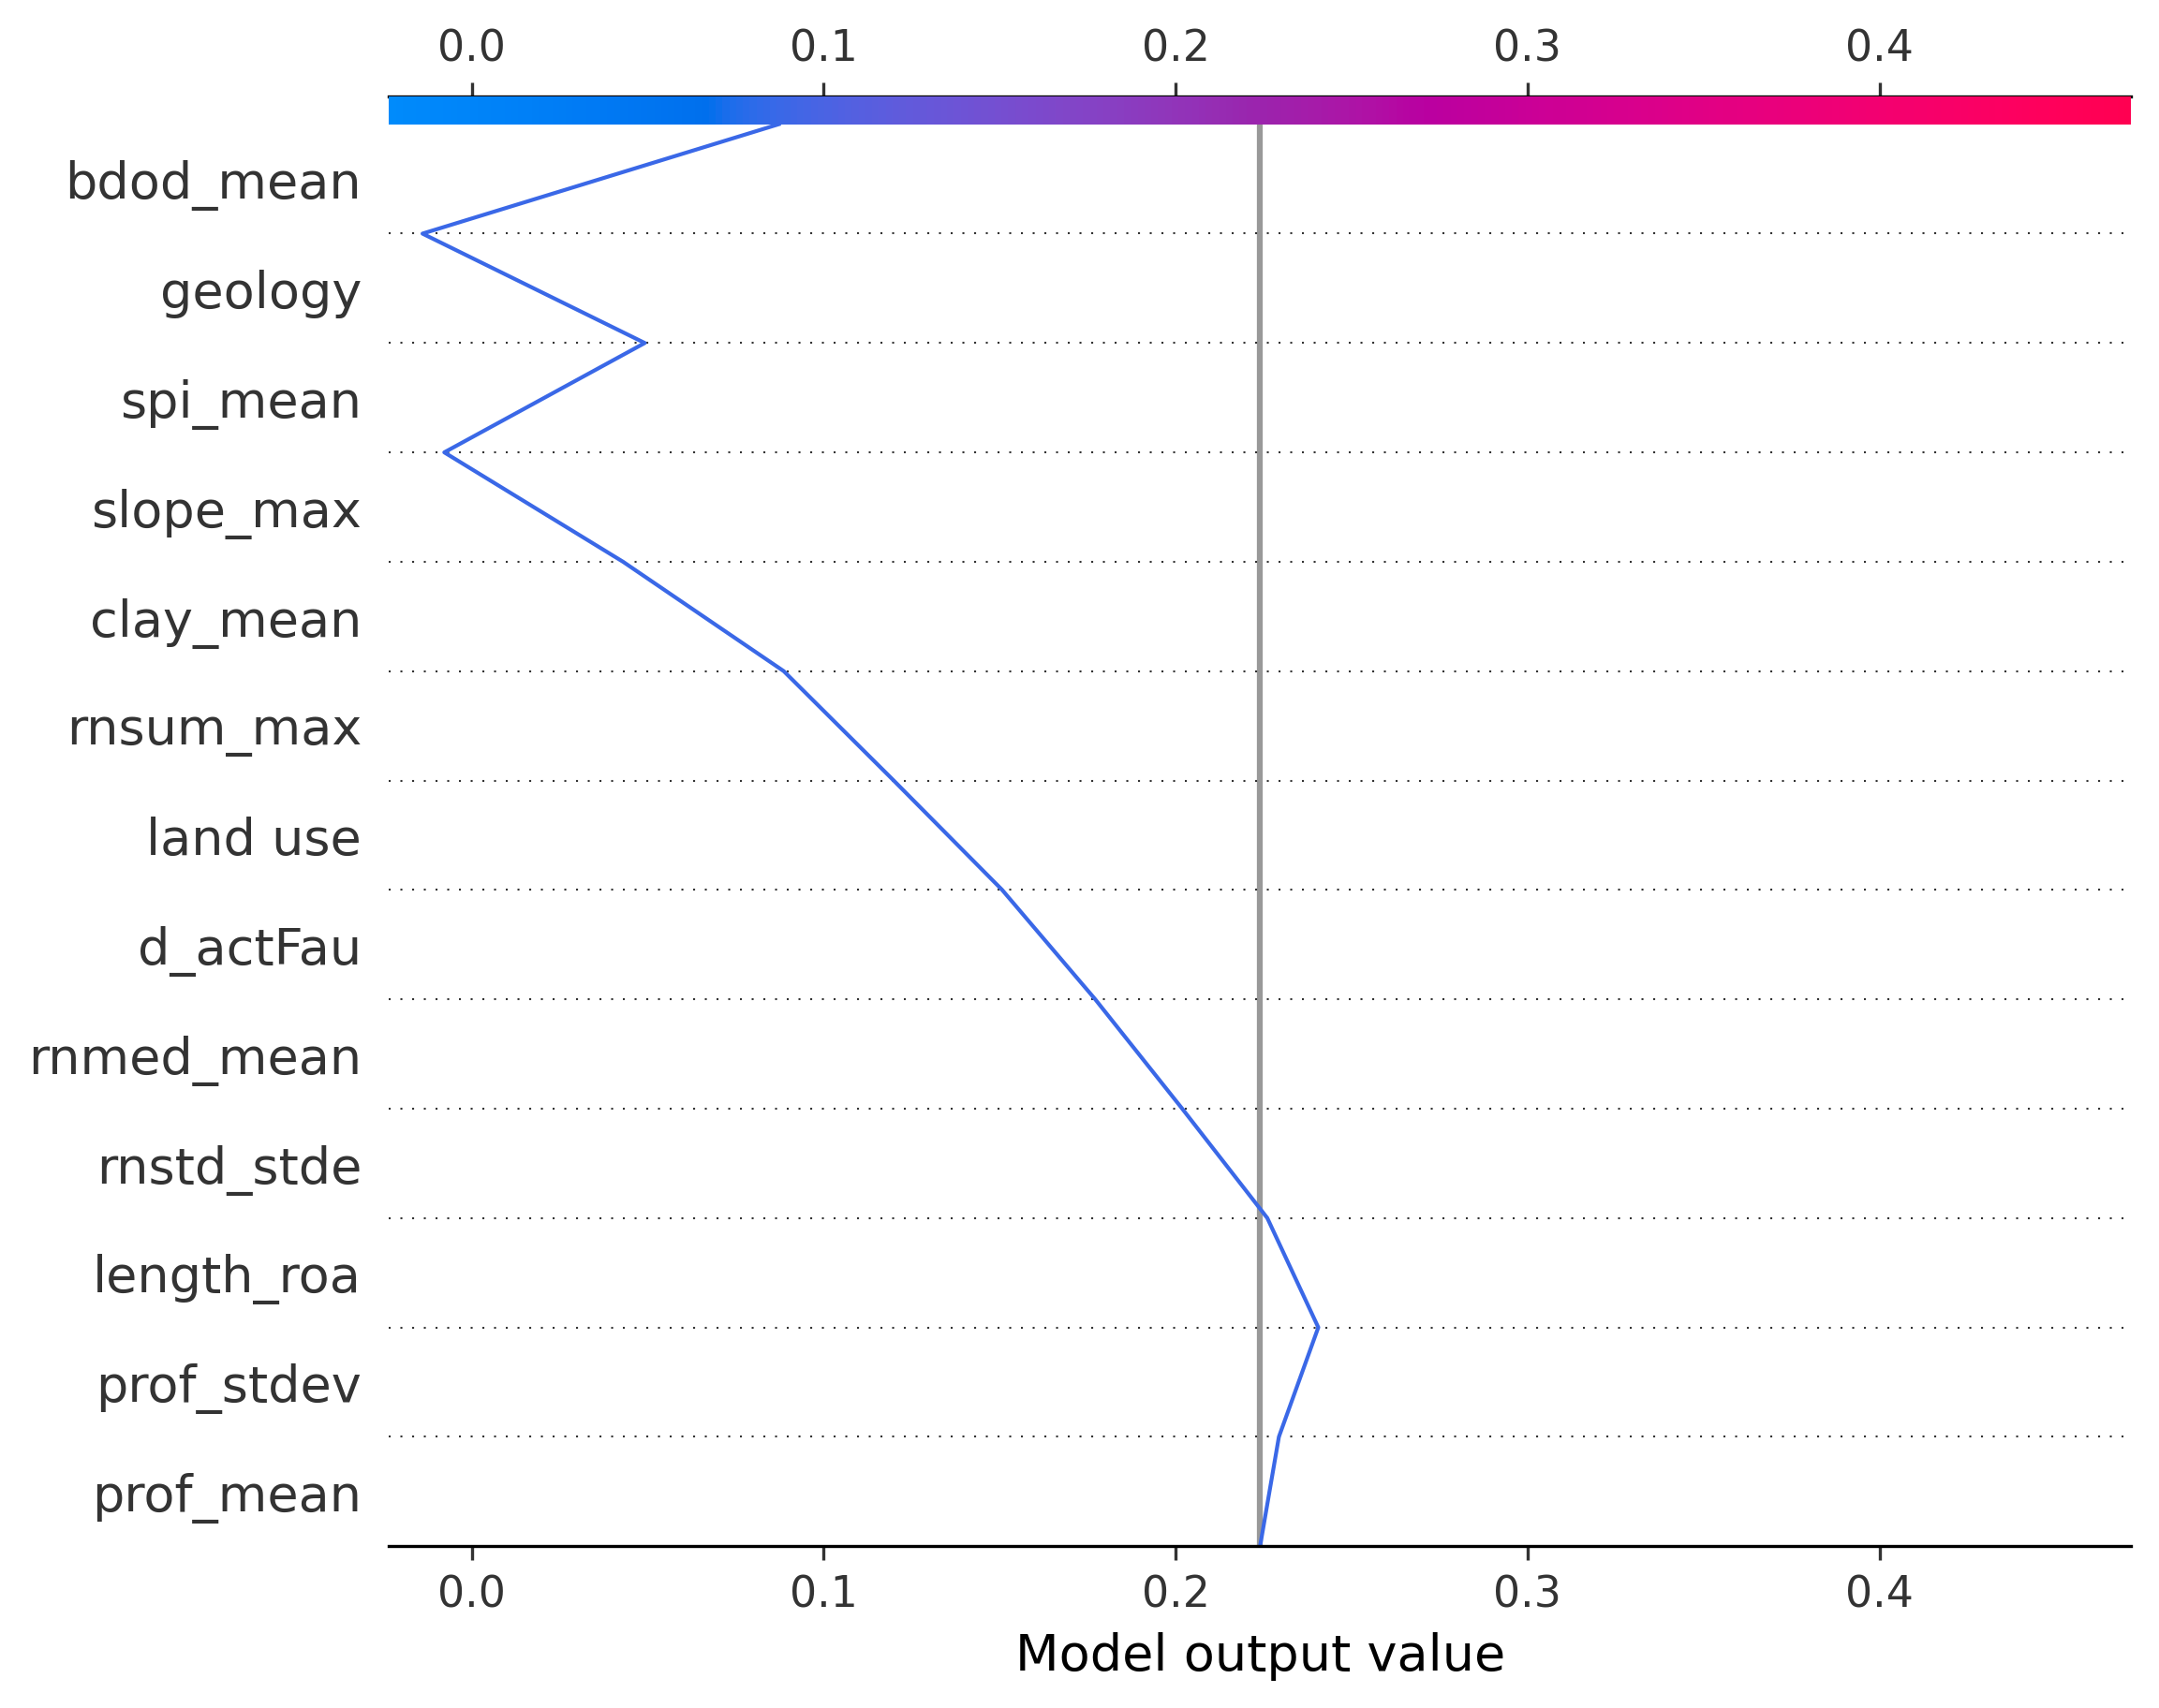 0.0 0.1 0.2 0.3 0.4
bdod_mean
geology
spi_mean
slope_max
clay_mean
rnsum_max
land use
d_actFau
rnmed_mean
rnstd_stde
length_roa
prof_stdev
prof_mean
0.0 0.1 0.2 0.3 0.4
Model output value